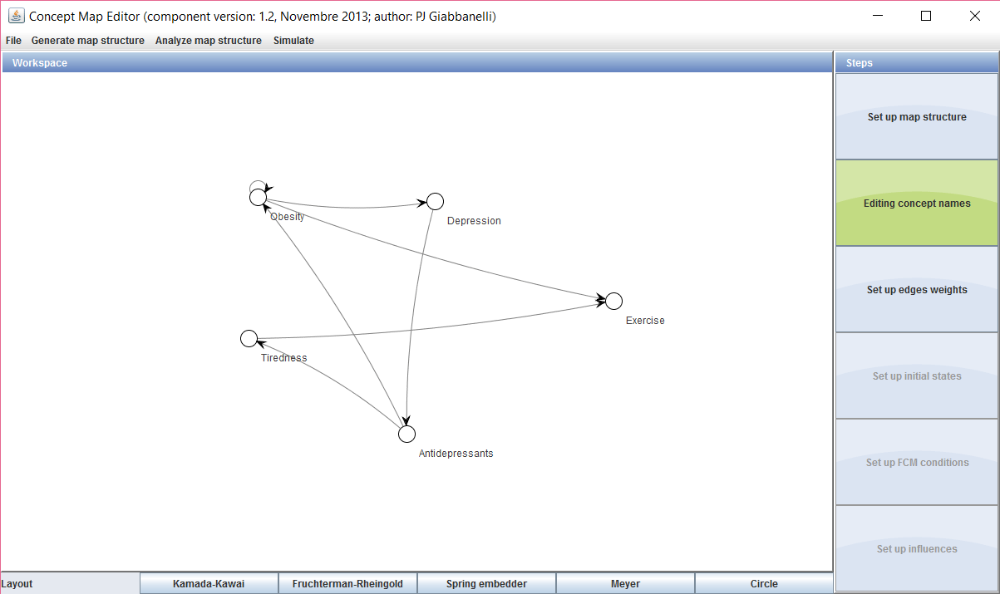 Concept Map Editor (component version: 1.2, Novembre 2013; author: PJ Giabbanelli)
File Generate map structure Analyze map structure Simulate
Workspace
Steps
Set up map structure
Editing concept names
Set up edges weights
Set up initial states
Set up FCM conditions
Set up influences
Obesity
Depression
Exercise
Tiredness
Antidepressants
Layout Kamada-Kawai Fruchterman-Rheingold Spring embedder Meyer Circle